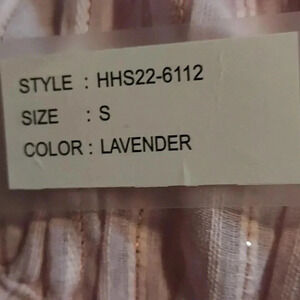 STYLE : HHS22-6112
SIZE : S
COLOR : LAVENDER